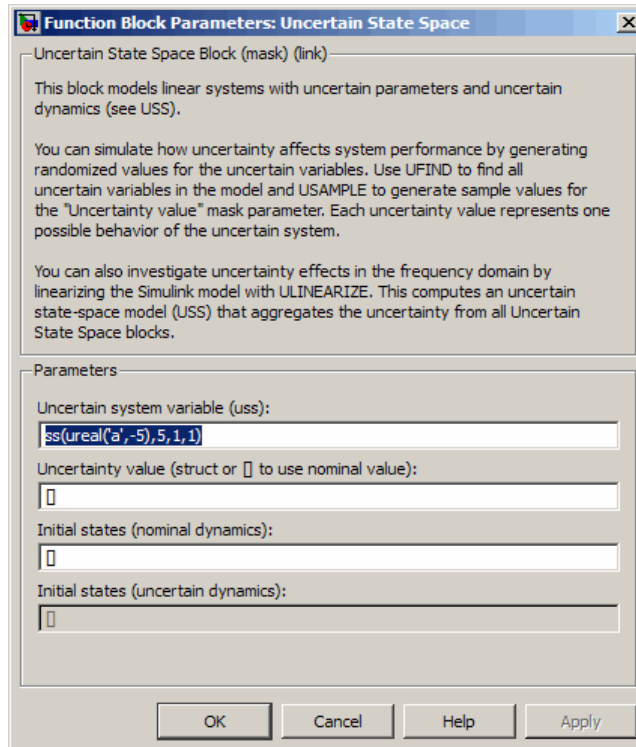 Function Block Parameters: Uncertain State Space
Uncertain State Space Block (mask) (link)
This block models linear systems with uncertain parameters and uncertain
dynamics (see USS).
You can simulate how uncertainty affects system performance by generating
randomized values for the uncertain variables. Use UFIND to find all
uncertain variables in the model and USAMPLE to generate sample values for
the "Uncertainty value" mask parameter. Each uncertainty value represents one
possible behavior of the uncertain system.
You can also investigate uncertainty effects in the frequency domain by
linearizing the Simulink model with ULINEARIZE. This computes an uncertain
state-space model (USS) that aggregates the uncertainty from all Uncertain
State Space blocks.
Parameters
Uncertain system variable (uss):
ss(ureal('a',-5),5,1,1)
Uncertainty value (struct or [] to use nominal value):
[]
Initial states (nominal dynamics):
[]
Initial states (uncertain dynamics):
[]
OK Cancel Help Apply